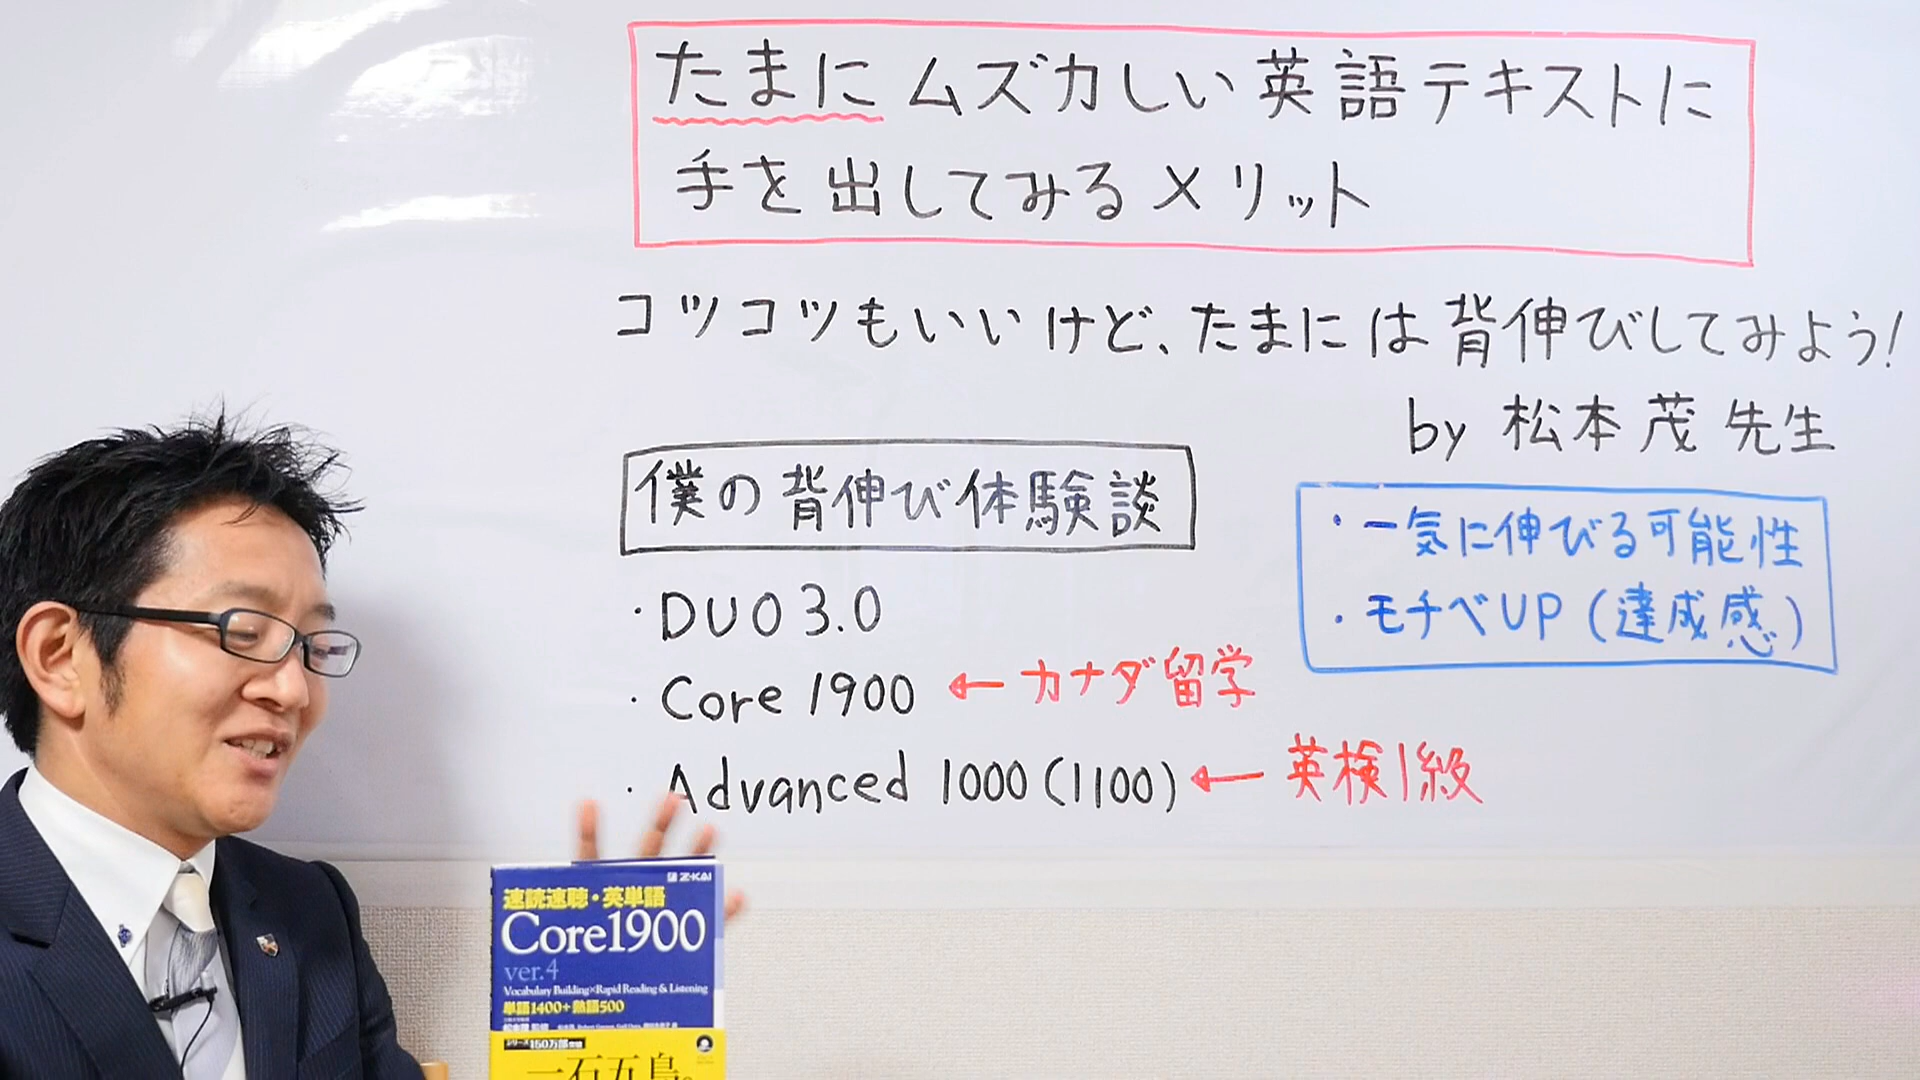 たまにムズカしい英語テキストに
手を出してみるメリット
コツコツもいいけど、たまには背伸びしてみよう!
by 松本茂先生
僕の背伸び体験談
・DUO 3.0
・Core 1900 ← カナダ留学
・Advanced 1000(1100) ← 英検1級
・一気に伸びる可能性
・モチベUP(達成感)
Z-KAI
速読速聴・英単語
Core1900
ver.4
Vocabulary Building×Rapid Reading & Listening
単語1400+熟語500
シリーズ150万部突破
一石五鳥。